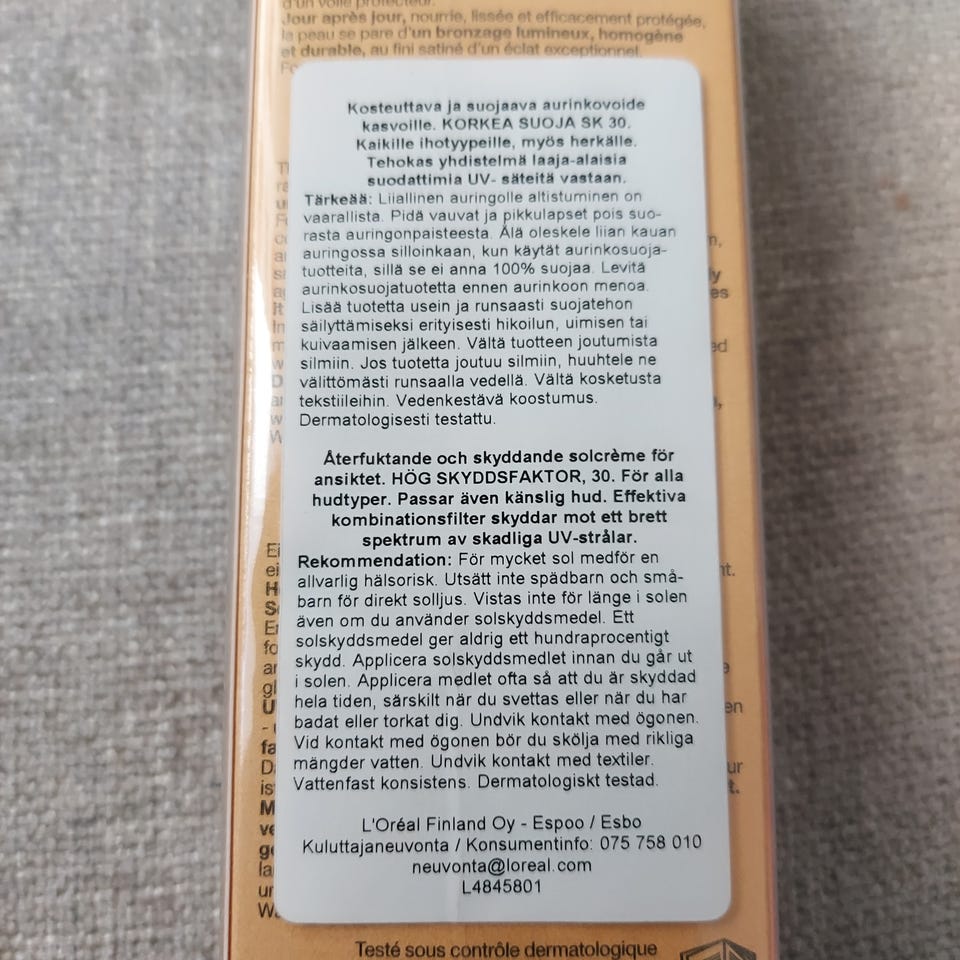 d'un voile protecteur.
Jour après jour, nourrie, lissée et efficacement protégée,
la peau se pare d'un bronzage lumineux, homogène
et durable, au fini satiné d'un éclat exceptionnel.
Kosteuttava ja suojaava aurinkovoide
kasvoille. KORKEA SUOJA SK 30.
Kaikille ihotyypeille, myös herkälle.
Tehokas yhdistelmä laaja-alaisia
suodattimia UV- säteitä vastaan.
Tärkeää: Liiallinen auringolle altistuminen on
vaarallista. Pidä vauvat ja pikkulapset pois suo-
rasta auringonpaisteesta. Älä oleskele liian kauan
auringossa silloinkaan, kun käytät aurinkosuoja-
tuotteita, sillä se ei anna 100% suojaa. Levitä
aurinkosuojatuotetta ennen aurinkoon menoa.
Lisää tuotetta usein ja runsaasti suojatehon
säilyttämiseksi erityisesti hikoilun, uimisen tai
kuivaamisen jälkeen. Vältä tuotteen joutumista
silmiin. Jos tuotetta joutuu silmiin, huuhtele ne
välittömästi runsaalla vedellä. Vältä kosketusta
tekstiileihin. Vedenkestävä koostumus.
Dermatologisesti testattu.
Återfuktande och skyddande solcrème för
ansiktet. HÖG SKYDDSFAKTOR, 30. För alla
hudtyper. Passar även känslig hud. Effektiva
kombinationsfilter skyddar mot ett brett
spektrum av skadliga UV-strålar.
Rekommendation: För mycket sol medför en
allvarlig hälsorisk. Utsätt inte spädbarn och små-
barn för direkt solljus. Vistas inte för länge i solen
även om du använder solskyddsmedel. Ett
solskyddsmedel ger aldrig ett hundraprocentigt
skydd. Applicera solskyddsmedlet innan du går ut
i solen. Applicera medlet ofta så att du är skyddad
hela tiden, särskilt när du svettas eller när du har
badat eller torkat dig. Undvik kontakt med ögonen.
Vid kontakt med ögonen bör du skölja med rikliga
mängder vatten. Undvik kontakt med textiler.
Vattenfast konsistens. Dermatologiskt testad.
L'Oréal Finland Oy - Espoo / Esbo
Kuluttajaneuvonta / Konsumentinfo: 075 758 010
neuvonta@loreal.com
L4845801
Testé sous contrôle dermatologique